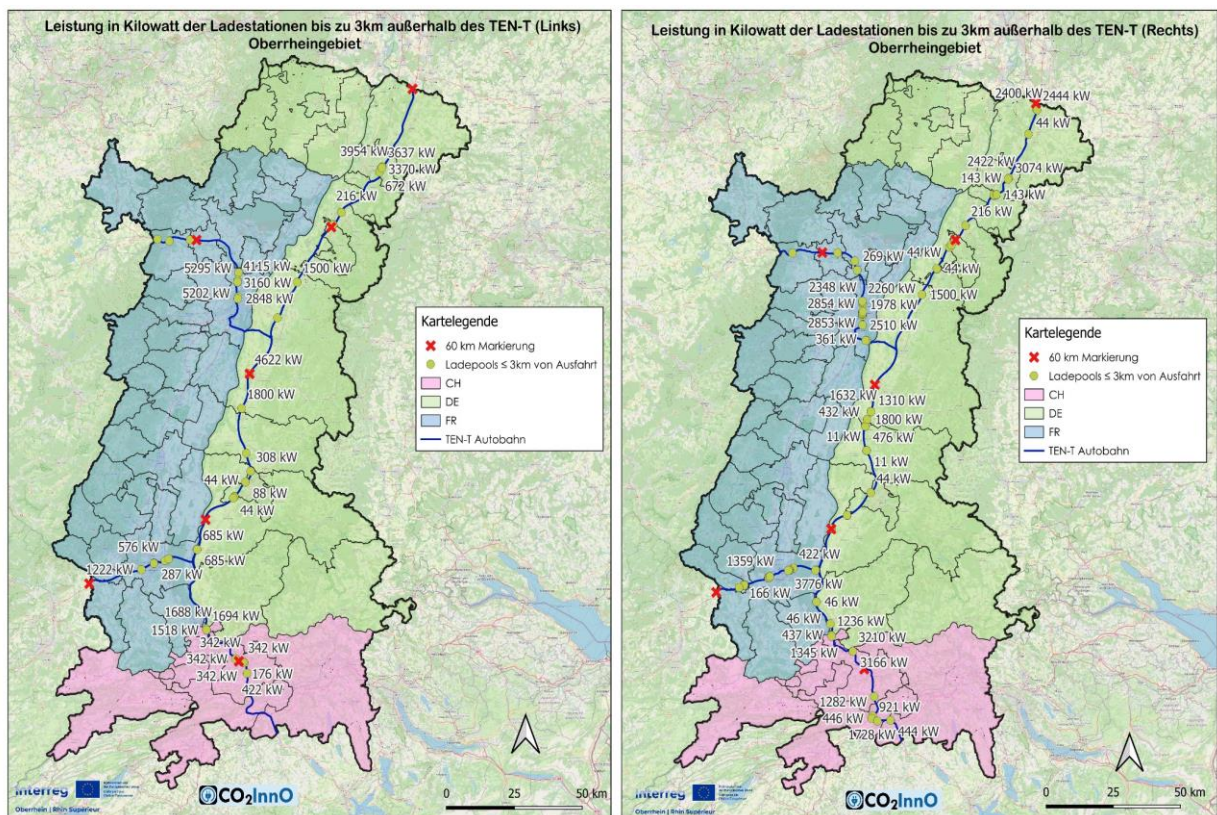 Leistung in Kilowatt der Ladestationen bis zu 3km außerhalb des TEN-T (Links)
Oberrheingebiet
3954 kW
3637 kW
3370 kW
672 kW
216 kW
1500 kW
5295 kW
4115 kW
3160 kW
5202 kW
2848 kW
4622 kW
1800 kW
308 kW
44 kW
88 kW
44 kW
685 kW
576 kW
685 kW
1222 kW
287 kW
1688 kW
1694 kW
1518 kW
342 kW
342 kW
342 kW
342 kW
176 kW
422 kW
Kartelegende
60 km Markierung
Ladepools ≤ 3km von Ausfahrt
CH
DE
FR
TEN-T Autobahn
Interreg
Oberrhein | Rhin Supérieur
CO2InnO
0 25 50 km
Leistung in Kilowatt der Ladestationen bis zu 3km außerhalb des TEN-T (Rechts)
Oberrheingebiet
2400 kW
2444 kW
44 kW
2422 kW
3074 kW
143 kW
143 kW
216 kW
44 kW
269 kW
44 kW
2348 kW
2260 kW
1500 kW
2854 kW
1978 kW
2853 kW
2510 kW
361 kW
1632 kW
1310 kW
432 kW
1800 kW
11 kW
476 kW
11 kW
44 kW
422 kW
1359 kW
3776 kW
166 kW
46 kW
46 kW
1236 kW
437 kW
3210 kW
1345 kW
3166 kW
1282 kW
921 kW
446 kW
1728 kW
444 kW
Kartelegende
60 km Markierung
Ladepools ≤ 3km von Ausfahrt
CH
DE
FR
TEN-T Autobahn
Interreg
Oberrhein | Rhin Supérieur
CO2InnO
0 25 50 km